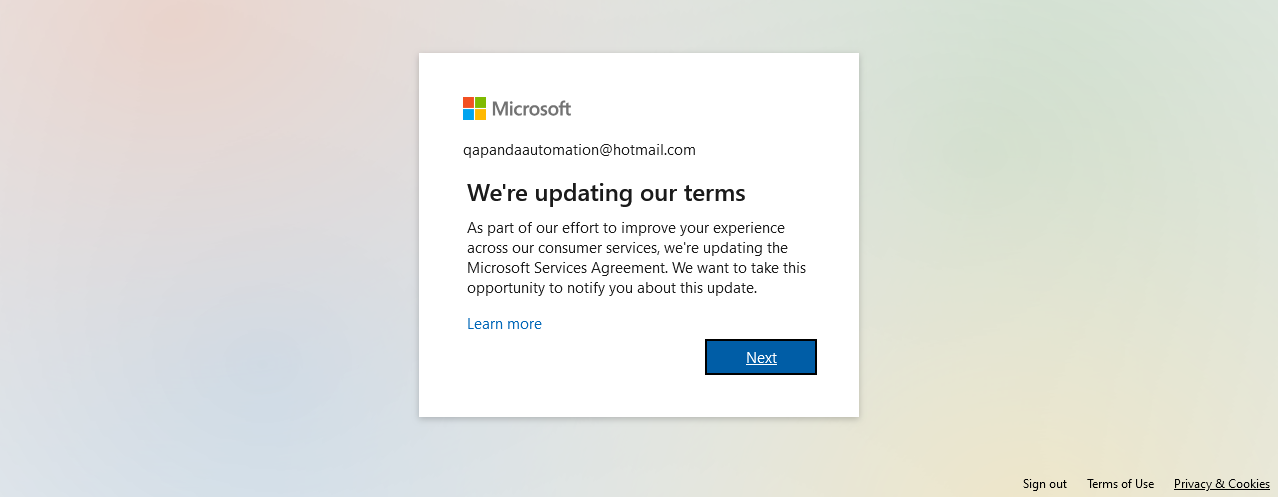 Microsoft
qapandaautomation@hotmail.com
We're updating our terms
As part of our effort to improve your experience
across our consumer services, we're updating the
Microsoft Services Agreement. We want to take this
opportunity to notify you about this update.
Learn more
Next
Sign out Terms of Use Privacy & Cookies